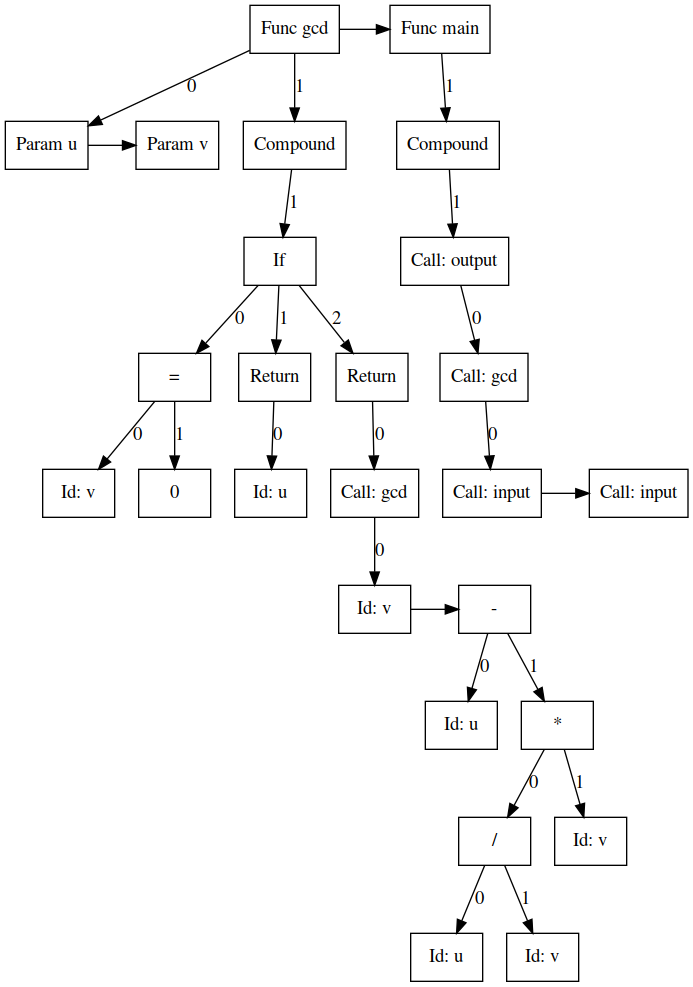 Func gcd
Func main
0
1
1
Param u
Param v
Compound
Compound
1
1
If
Call: output
0
1
2
0
=
Return
Return
Call: gcd
0
1
0
0
0
Id: v
0
Id: u
Call: gcd
Call: input
Call: input
0
Id: v
-
0
1
Id: u
*
0
1
/
Id: v
0
1
Id: u
Id: v